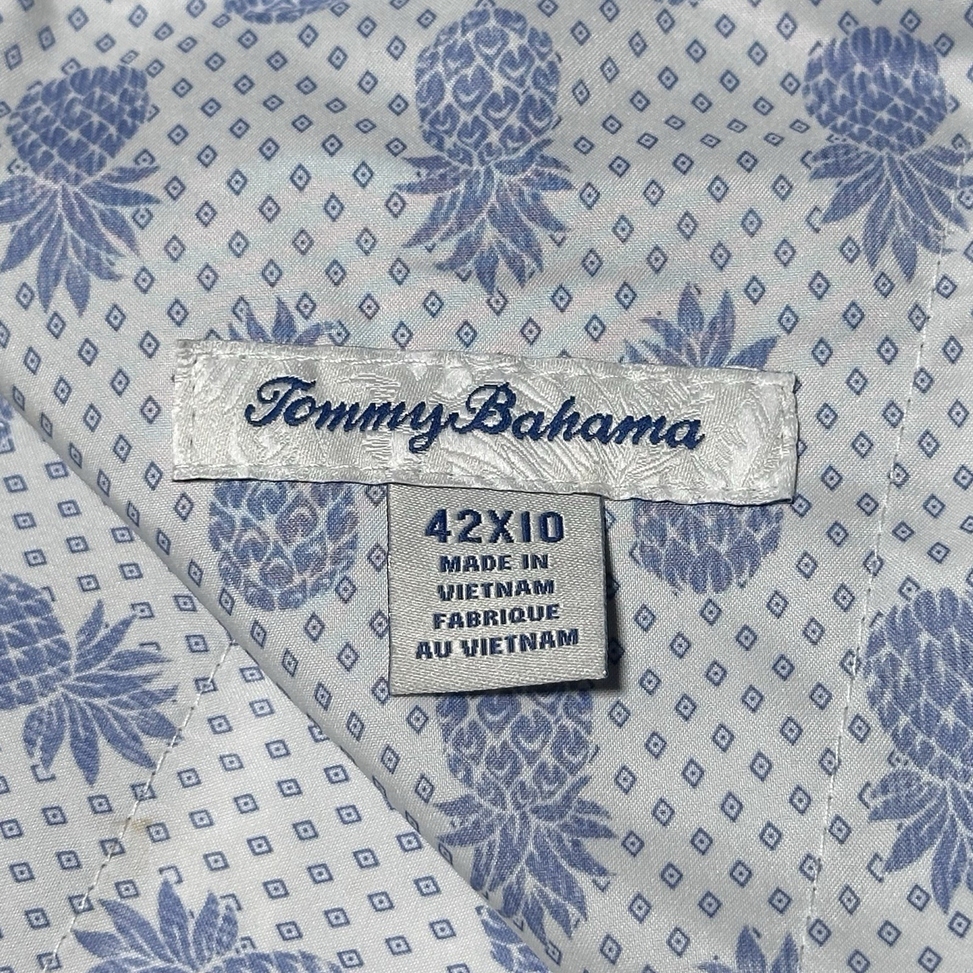 Tommy Bahama
42X10
MADE IN
VIETNAM
FABRIQUE
AU VIETNAM